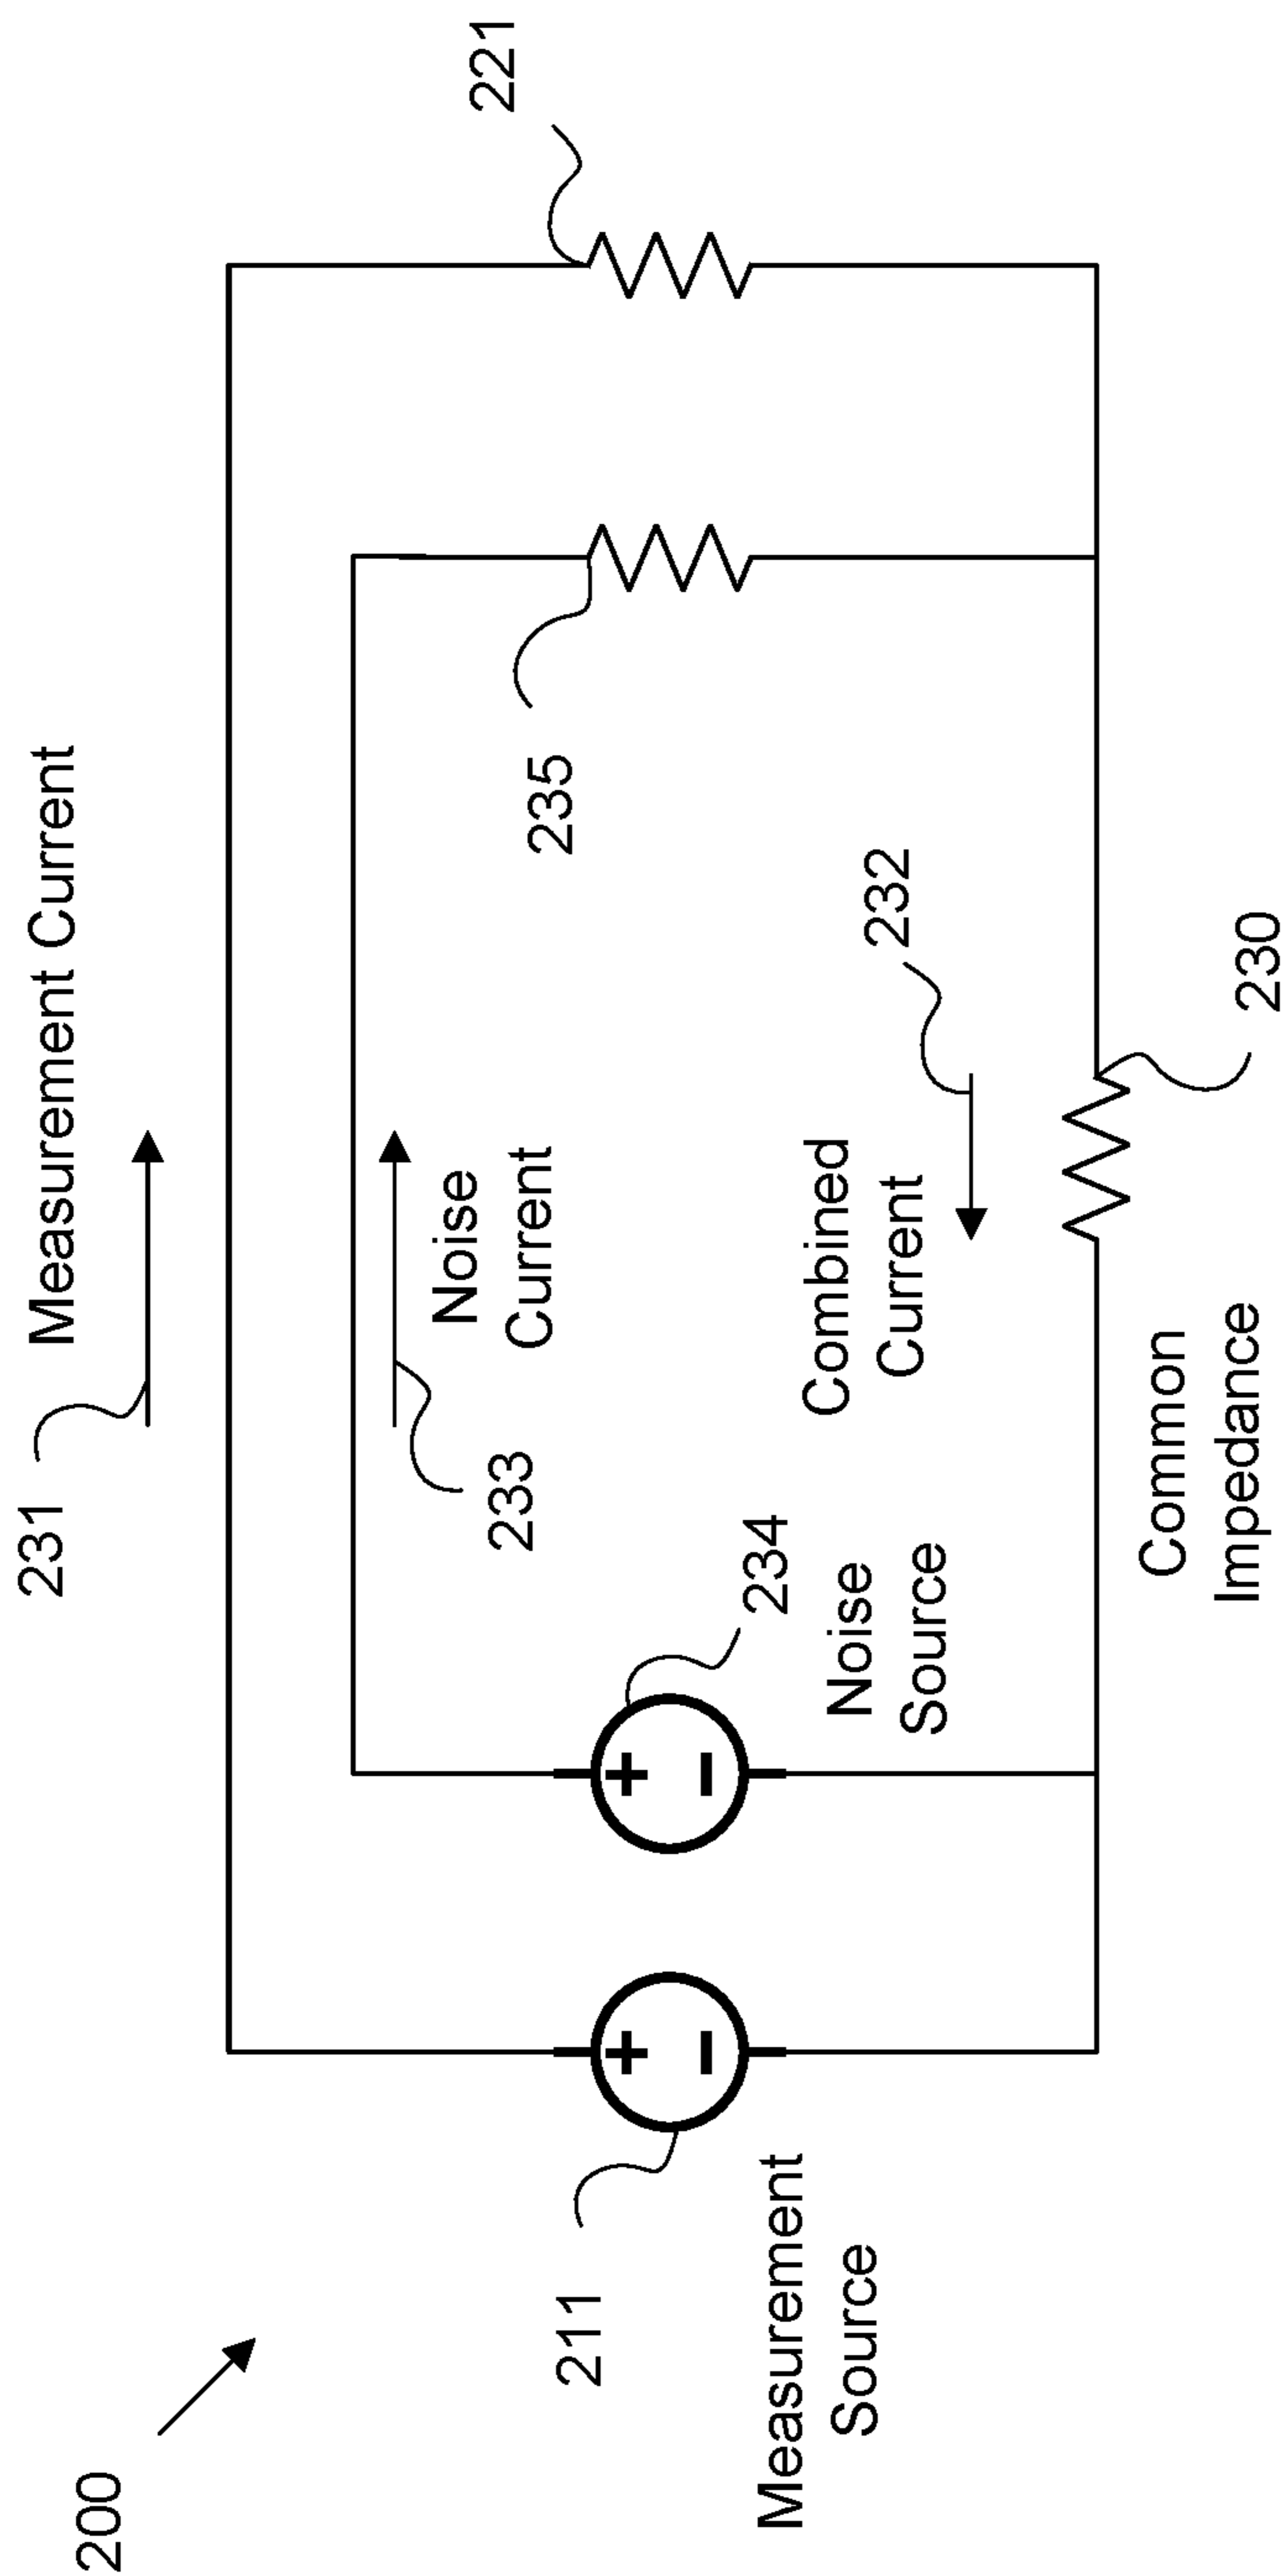 200
231
Measurement Current
221
233
Noise
Current
235
211
Measurement
Source
234
Noise
Source
Combined
Current
232
Common
Impedance
230
+
−
+
−